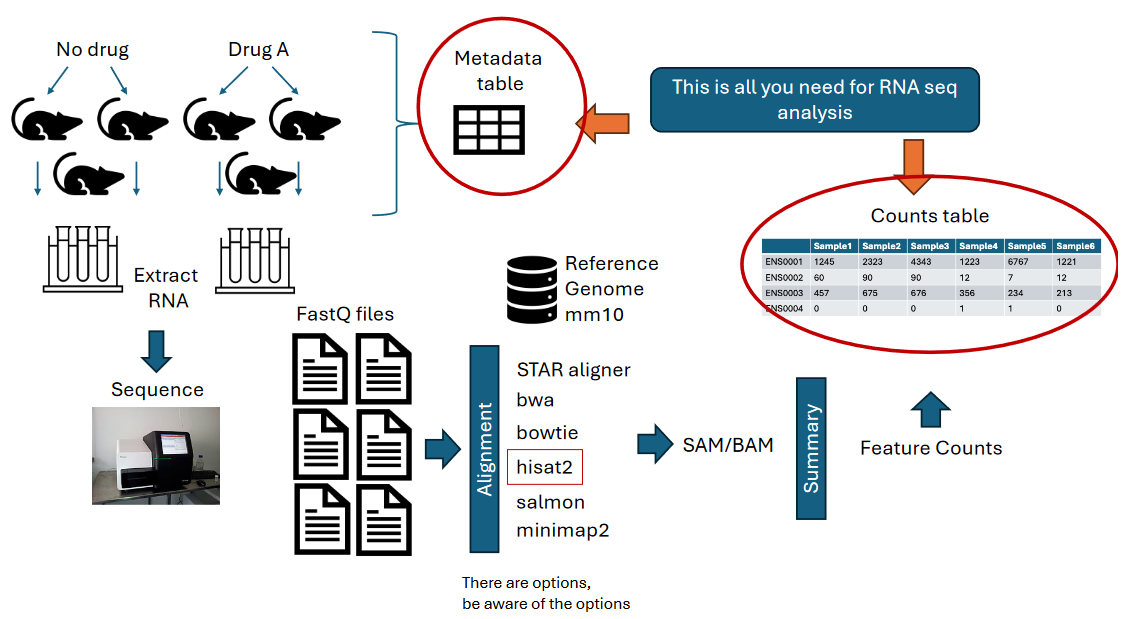 No drug
Drug A
Metadata
table
This is all you need for RNA seq
analysis
Counts table
Sample1 Sample2 Sample3 Sample4 Sample5 Sample6
ENS0001 1245 2323 4343 1223 6767 1221
ENS0002 60 90 90 12 7 12
ENS0003 457 675 676 356 234 213
ENS0004 0 0 0 1 1 0
Extract
RNA
Reference
Genome
mm10
FastQ files
Sequence
Alignment
STAR aligner
bwa
bowtie
hisat2
salmon
minimap2
SAM/BAM
Summary
Feature Counts
There are options,
be aware of the options